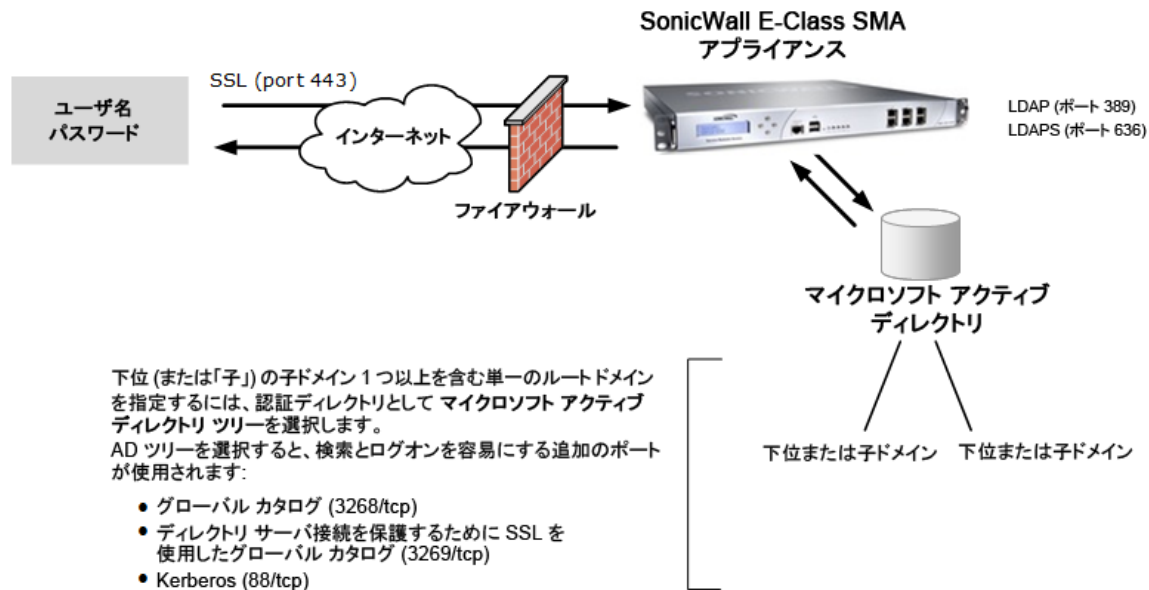 SonicWall E-Class SMA
アプライアンス
SSL (port 443)
ユーザ名
パスワード
インターネット
LDAP (ポート 389)
LDAPS (ポート 636)
ファイアウォール
マイクロソフト アクティブ
ディレクトリ
下位 (または「子」) の子ドメイン 1 つ以上を含む単一のルートドメイン
を指定するには、認証ディレクトリとして マイクロソフト アクティブ
ディレクトリ ツリーを選択します。
AD ツリーを選択すると、検索とログオンを容易にする追加のポート
が使用されます:
• グローバル カタログ (3268/tcp)
• ディレクトリ サーバ接続を保護するために SSL を
使用したグローバル カタログ (3269/tcp)
• Kerberos (88/tcp)
下位または子ドメイン 下位または子ドメイン